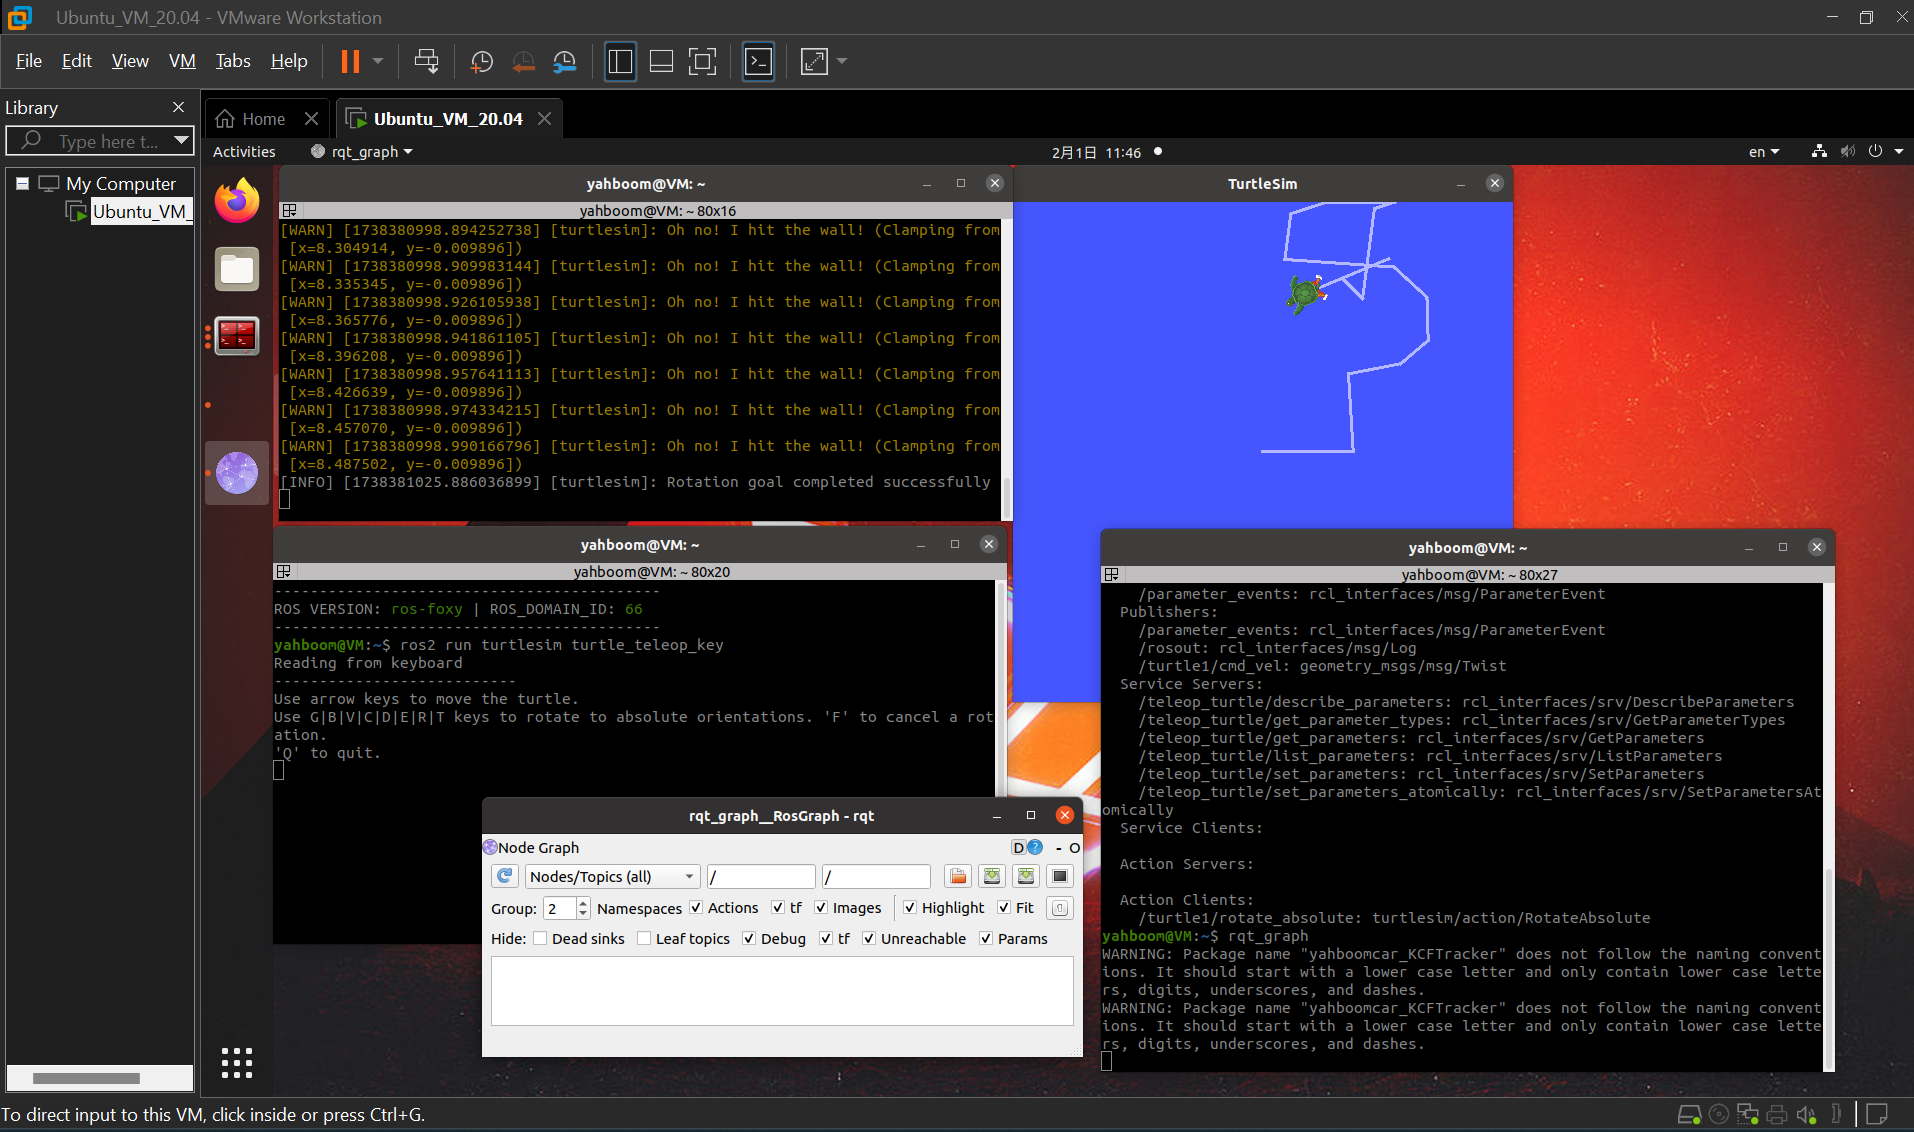 Ubuntu_VM_20.04 - VMware Workstation
File Edit View VM Tabs Help
Library
Type here t...
My Computer
Ubuntu_VM_
Home
Ubuntu_VM_20.04
Activities
rqt_graph
2月1日 11:46
en
yahboom@VM: ~
yahboom@VM: ~ 80x16
[WARN] [1738380998.894252738] [turtlesim]: Oh no! I hit the wall! (Clamping from
[x=8.304914, y=-0.009896])
[WARN] [1738380998.909983144] [turtlesim]: Oh no! I hit the wall! (Clamping from
[x=8.335345, y=-0.009896])
[WARN] [1738380998.926105938] [turtlesim]: Oh no! I hit the wall! (Clamping from
[x=8.365776, y=-0.009896])
[WARN] [1738380998.941861105] [turtlesim]: Oh no! I hit the wall! (Clamping from
[x=8.396208, y=-0.009896])
[WARN] [1738380998.957641113] [turtlesim]: Oh no! I hit the wall! (Clamping from
[x=8.426639, y=-0.009896])
[WARN] [1738380998.974334215] [turtlesim]: Oh no! I hit the wall! (Clamping from
[x=8.457070, y=-0.009896])
[WARN] [1738380998.990166796] [turtlesim]: Oh no! I hit the wall! (Clamping from
[x=8.487502, y=-0.009896])
[INFO] [1738381025.886036899] [turtlesim]: Rotation goal completed successfully
TurtleSim
yahboom@VM: ~
yahboom@VM: ~ 80x20
-------------------------------------------
ROS VERSION: ros-foxy | ROS_DOMAIN_ID: 66
-------------------------------------------
yahboom@VM:~$ ros2 run turtlesim turtle_teleop_key
Reading from keyboard
---------------------------
Use arrow keys to move the turtle.
Use G|B|V|C|D|E|R|T keys to rotate to absolute orientations. 'F' to cancel a rot
ation.
'Q' to quit.
yahboom@VM: ~
yahboom@VM: ~ 80x27
/parameter_events: rcl_interfaces/msg/ParameterEvent
Publishers:
/parameter_events: rcl_interfaces/msg/ParameterEvent
/rosout: rcl_interfaces/msg/Log
/turtle1/cmd_vel: geometry_msgs/msg/Twist
Service Servers:
/teleop_turtle/describe_parameters: rcl_interfaces/srv/DescribeParameters
/teleop_turtle/get_parameter_types: rcl_interfaces/srv/GetParameterTypes
/teleop_turtle/get_parameters: rcl_interfaces/srv/GetParameters
/teleop_turtle/list_parameters: rcl_interfaces/srv/ListParameters
/teleop_turtle/set_parameters: rcl_interfaces/srv/SetParameters
/teleop_turtle/set_parameters_atomically: rcl_interfaces/srv/SetParametersAt
omically
Service Clients:
Action Servers:
Action Clients:
/turtle1/rotate_absolute: turtlesim/action/RotateAbsolute
yahboom@VM:~$ rqt_graph
WARNING: Package name "yahboomcar_KCFTracker" does not follow the naming convent
ions. It should start with a lower case letter and only contain lower case lette
rs, digits, underscores, and dashes.
WARNING: Package name "yahboomcar_KCFTracker" does not follow the naming convent
ions. It should start with a lower case letter and only contain lower case lette
rs, digits, underscores, and dashes.
rqt_graph__RosGraph - rqt
Node Graph
D ? - O
Nodes/Topics (all) / /
Group: 2 Namespaces Actions tf Images Highlight Fit
Hide: Dead sinks Leaf topics Debug tf Unreachable Params
To direct input to this VM, click inside or press Ctrl+G.